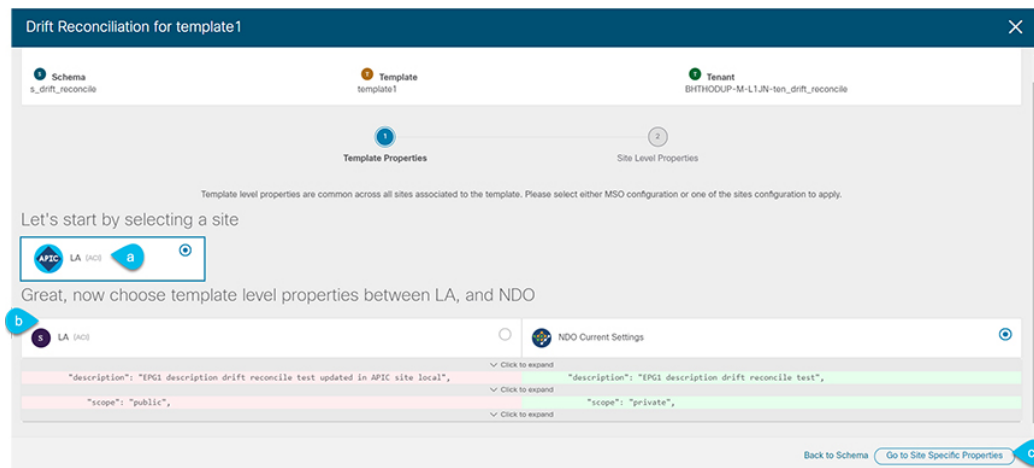 Drift Reconciliation for template1
S Schema
s_drift_reconcile
T Template
template1
T Tenant
BHTHODUP-M-L1JN-ten_drift_reconcile
1
Template Properties
2
Site Level Properties
Template level properties are common across all sites associated to the template. Please select either MSO configuration or one of the sites configuration to apply.
Let's start by selecting a site
APIC LA (ACI) a
Great, now choose template level properties between LA, and NDO
b
S LA (ACI)
NDO Current Settings
Click to expand
"description": "EPG1 description drift reconcile test updated in APIC site local",
"description": "EPG1 description drift reconcile test",
Click to expand
"scope": "public",
"scope": "private",
Click to expand
Back to Schema Go to Site Specific Properties